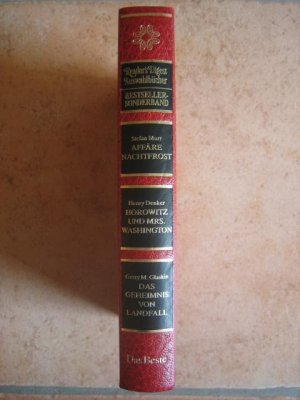 Reader's Digest
Auswahlbücher
BESTSELLER-
SONDERBAND
Stefan Murr
AFFÄRE
NACHTFROST
Henry Denker
HOROWITZ
UND MRS.
WASHINGTON
Gerry M. Glaskin
DAS
GEHEIMNIS
VON
LANDFALL
Das Beste